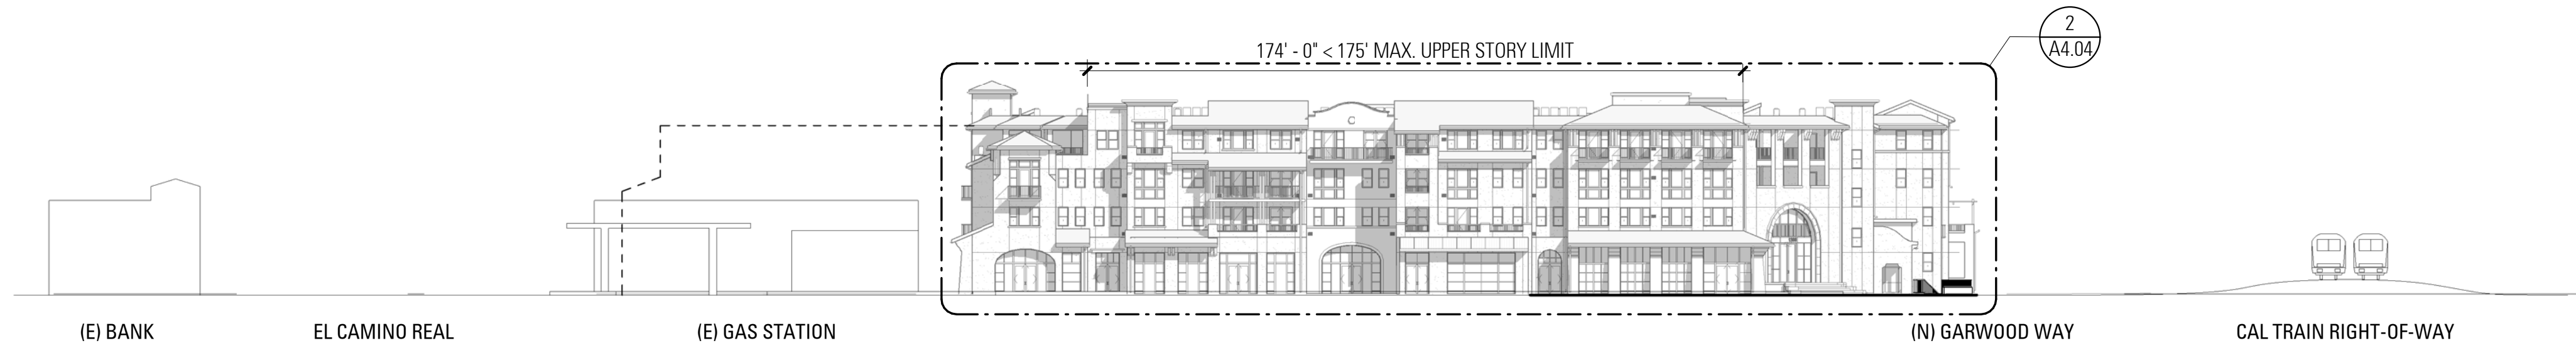 2
A4.04
174' - 0" < 175' MAX. UPPER STORY LIMIT
(E) BANK
EL CAMINO REAL
(E) GAS STATION
(N) GARWOOD WAY
CAL TRAIN RIGHT-OF-WAY